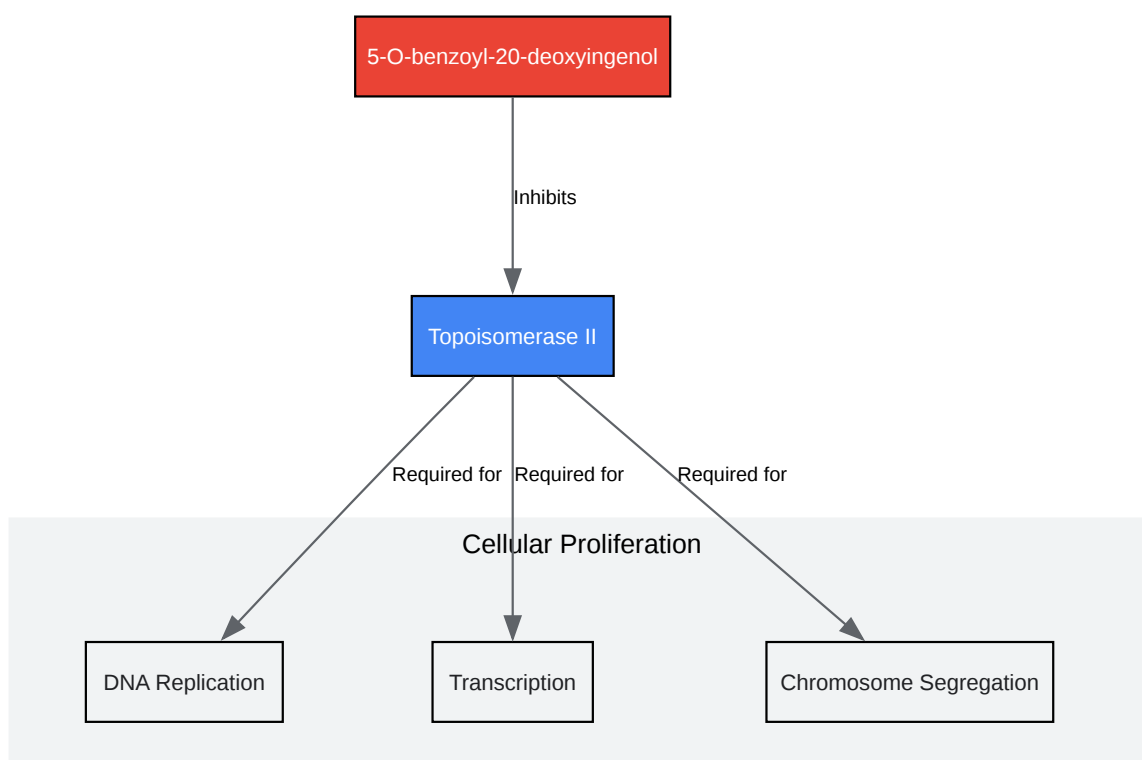 5-O-benzoyl-20-deoxyingenol
Inhibits
Topoisomerase II
Required for
Required for
Required for
Cellular Proliferation
DNA Replication
Transcription
Chromosome Segregation